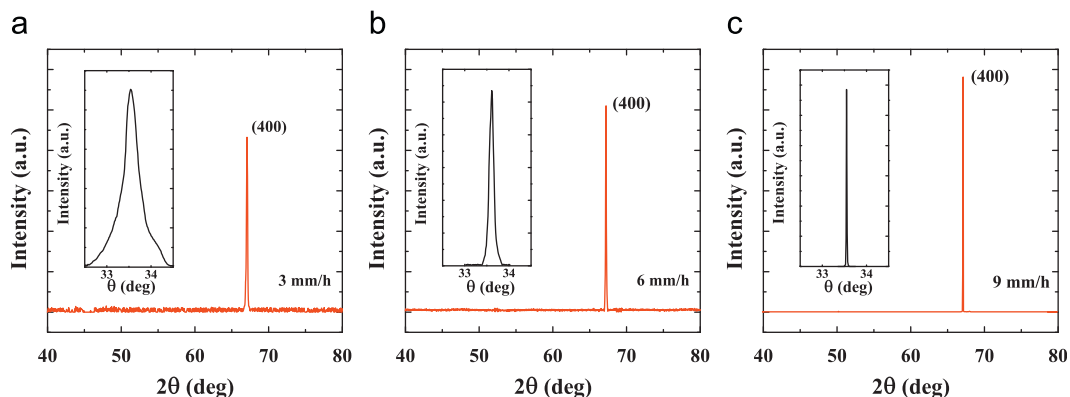 a
Intensity (a.u.)
Intensity (a.u.)
33 34
θ (deg)
(400)
3 mm/h
40 50 60 70 80
2θ (deg)
b
Intensity (a.u.)
Intensity (a.u.)
33 34
θ (deg)
(400)
6 mm/h
40 50 60 70 80
2θ (deg)
c
Intensity (a.u.)
Intensity (a.u.)
33 34
θ (deg)
(400)
9 mm/h
40 50 60 70 80
2θ (deg)